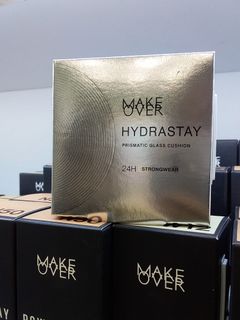 MAKE
OVER
HYDRASTAY
PRISMATIC GLASS CUSHION
24H STRONGWEAR
MAKE
OVER
MAKE
OVER